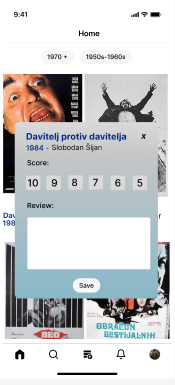 9:41
Home
1970 +
1950s-1960s
Davitelj protiv davitelja
x
1984 - Slobodan Šijan
Score:
10 9 8 7 6 5
Review:
Save
OBRAČUN
BESTIJALNIH